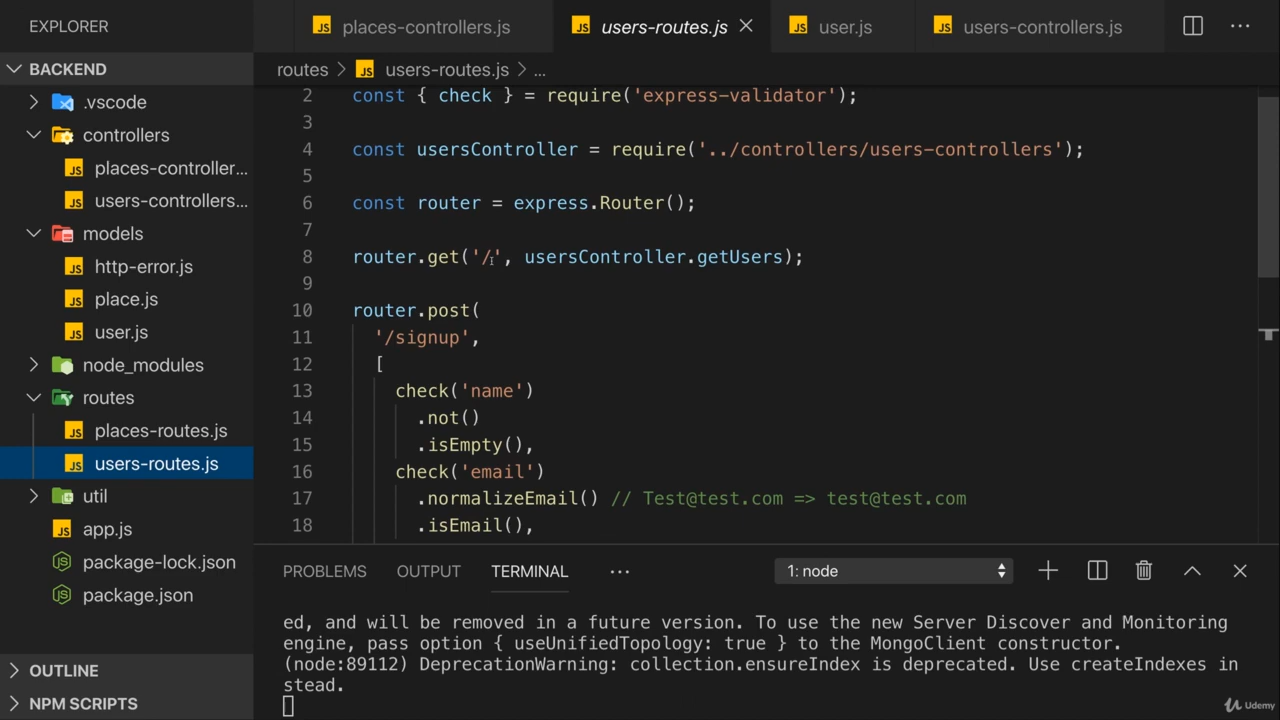 EXPLORER
places-controllers.js
users-routes.js
user.js
users-controllers.js
BACKEND
routes > users-routes.js > ...
.vscode
controllers
places-controller...
users-controllers...
models
http-error.js
place.js
user.js
node_modules
routes
places-routes.js
users-routes.js
util
app.js
package-lock.json
package.json
OUTLINE
NPM SCRIPTS
2 const { check } = require('express-validator');
3
4 const usersController = require('../controllers/users-controllers');
5
6 const router = express.Router();
7
8 router.get('/', usersController.getUsers);
9
10 router.post(
11 '/signup',
12 [
13 check('name')
14 .not()
15 .isEmpty(),
16 check('email')
17 .normalizeEmail() // Test@test.com => test@test.com
18 .isEmail(),
PROBLEMS OUTPUT TERMINAL ... 1: node
ed, and will be removed in a future version. To use the new Server Discover and Monitoring
engine, pass option { useUnifiedTopology: true } to the MongoClient constructor.
(node:89112) DeprecationWarning: collection.ensureIndex is deprecated. Use createIndexes in
stead.
Udemy